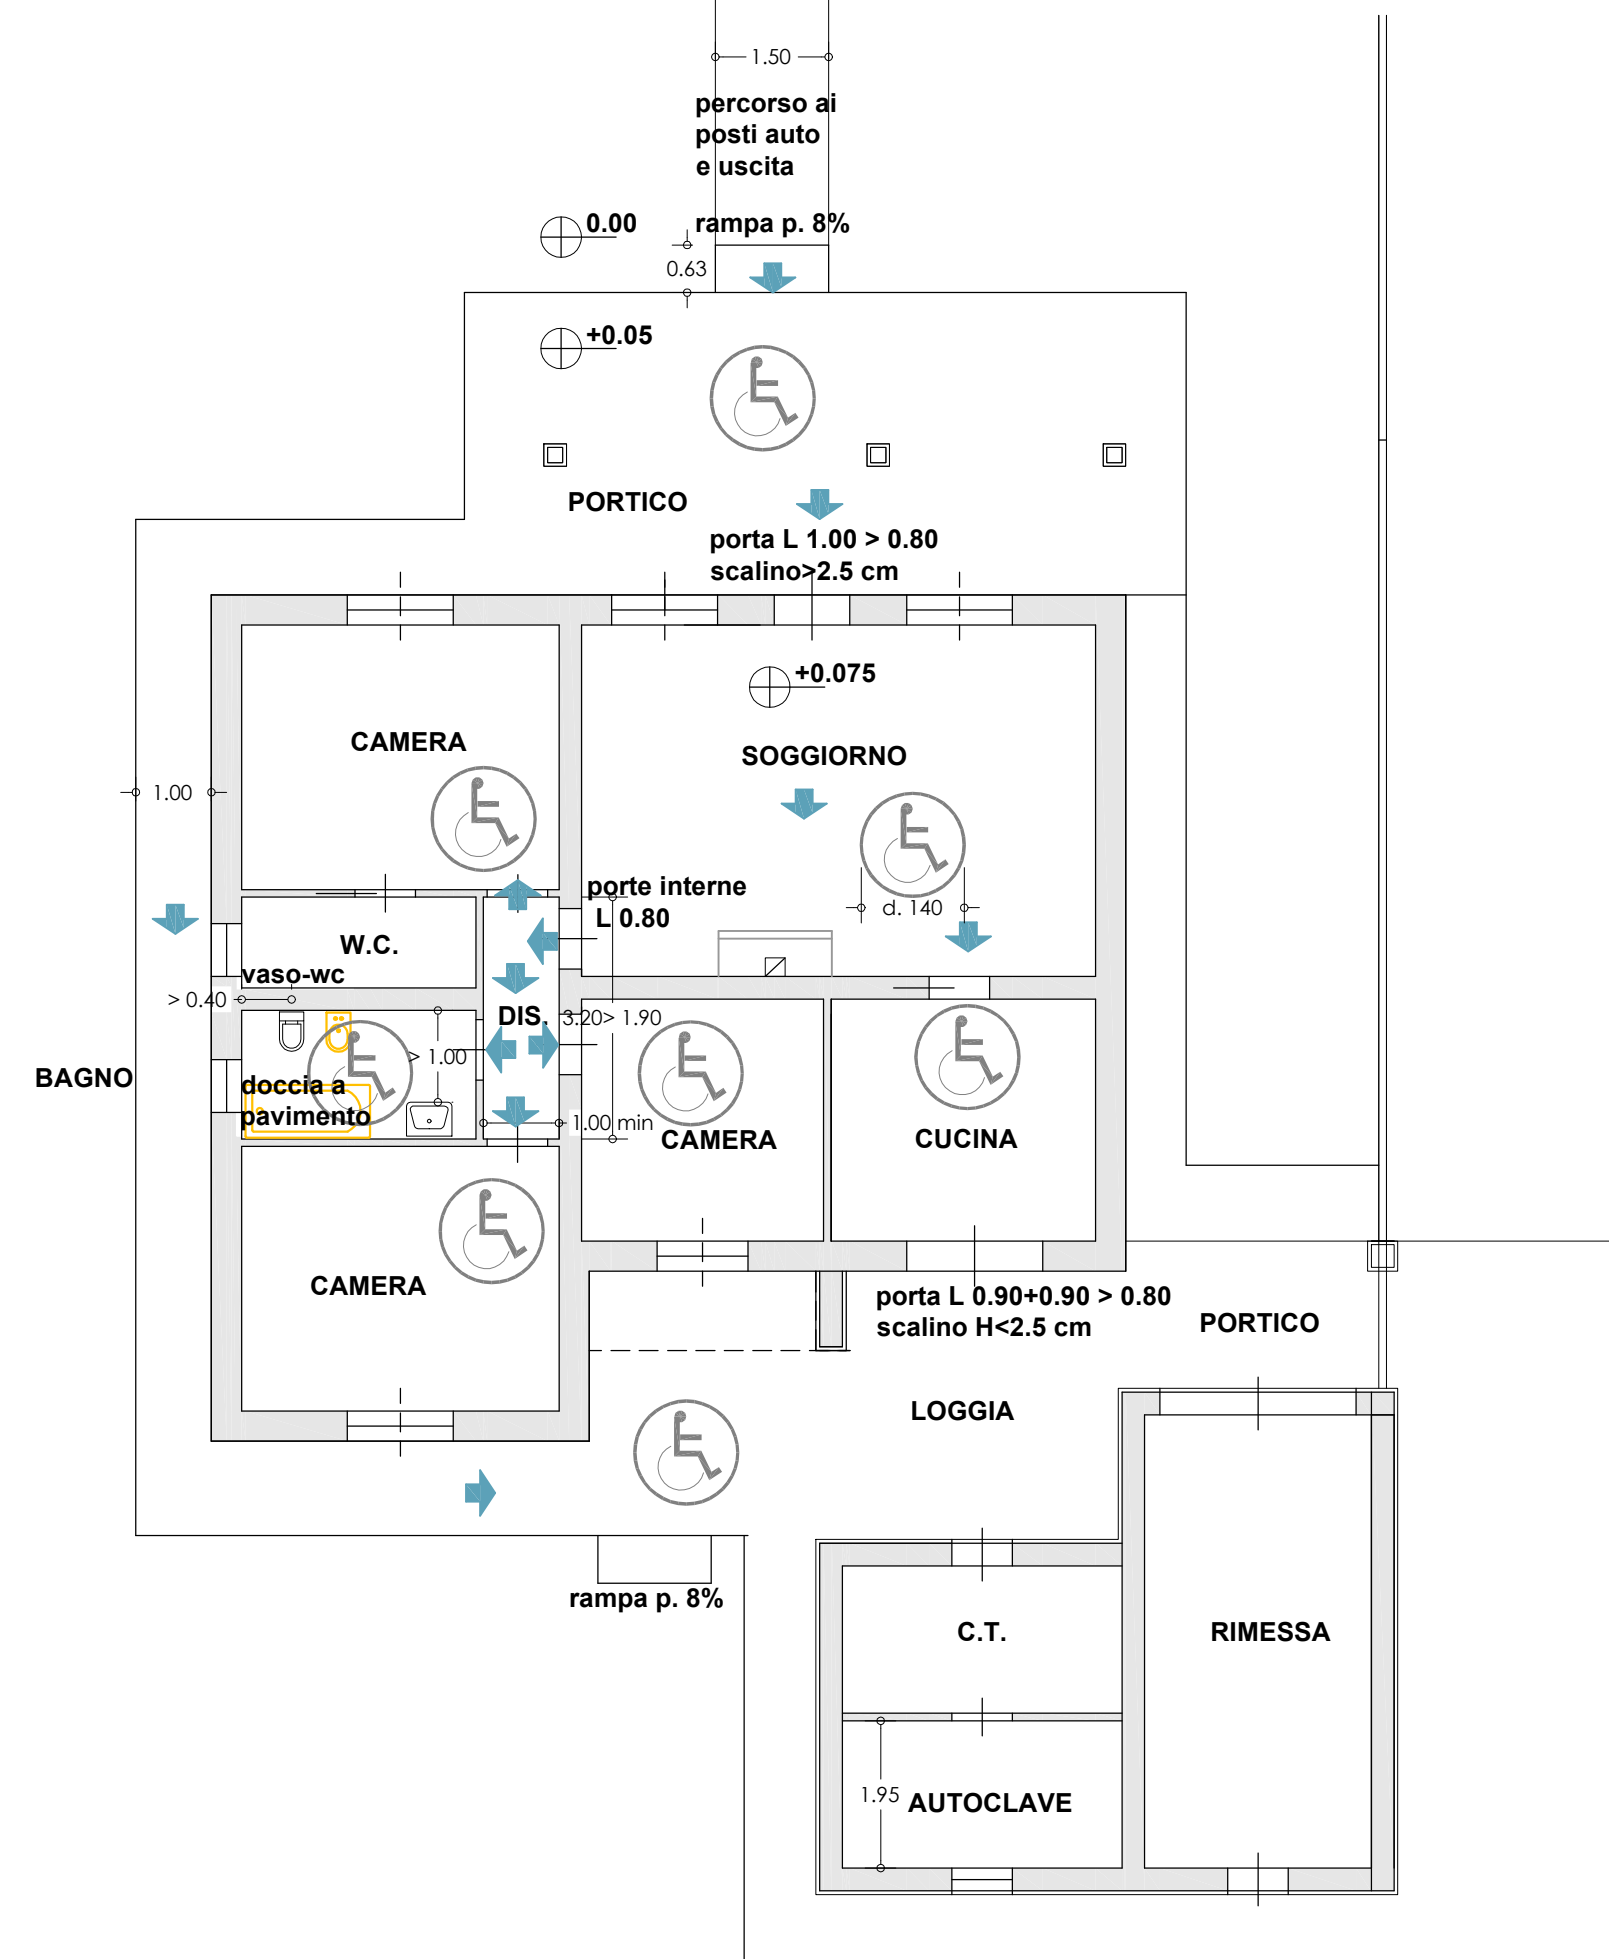 1.50
percorso ai
posti auto
e uscita
0.00
rampa p. 8%
0.63
+0.05
PORTICO
porta L 1.00 > 0.80
scalino>2.5 cm
+0.075
CAMERA
SOGGIORNO
1.00
porte interne
L 0.80
d. 140
W.C.
vaso-wc
> 0.40
DIS.
3.20> 1.90
> 1.00
BAGNO
doccia a
pavimento
1.00 min
CAMERA
CUCINA
CAMERA
porta L 0.90+0.90 > 0.80
scalino H<2.5 cm
PORTICO
LOGGIA
rampa p. 8%
C.T.
RIMESSA
1.95
AUTOCLAVE